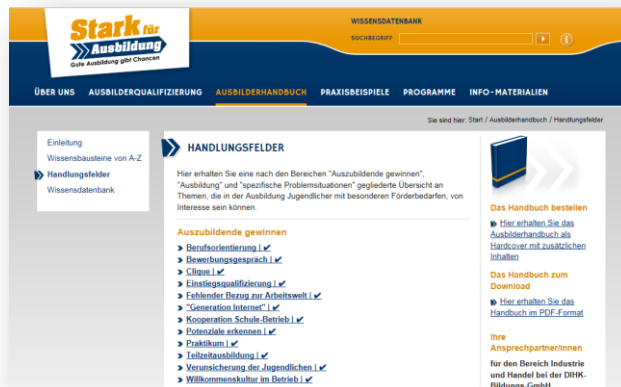 Stark für
Ausbildung
Gute Ausbildung gibt Chancen
WISSENSDATENBANK
SUCHBEGRIFF
ÜBER UNS AUSBILDERQUALIFIZIERUNG AUSBILDERHANDBUCH PRAXISBEISPIELE PROGRAMME INFO-MATERIALIEN
Sie sind hier: Start / Ausbilderhandbuch / Handlungsfelder
Einleitung
Wissensbausteine von A-Z
Handlungsfelder
Wissensdatenbank
HANDLUNGSFELDER
Hier erhalten Sie eine nach den Bereichen "Auszubildende gewinnen",
"Ausbildung" und "spezifische Problemsituationen" gegliederte Übersicht an
Themen, die in der Ausbildung Jugendlicher mit besonderen Förderbedarfen, von
Interesse sein können.
Auszubildende gewinnen
Berufsorientierung | ✔
Bewerbungsgespräch | ✔
Clique | ✔
Einstiegsqualifizierung | ✔
Fehlender Bezug zur Arbeitswelt | ✔
"Generation Internet" | ✔
Kooperation Schule-Betrieb | ✔
Potenziale erkennen | ✔
Praktikum | ✔
Teilzeitausbildung | ✔
Verunsicherung der Jugendlichen | ✔
Willkommenskultur im Betrieb | ✔
Das Handbuch bestellen
Hier erhalten Sie das
Ausbilderhandbuch als
Hardcover mit zusätzlichen
Inhalten
Das Handbuch zum
Download
Hier erhalten Sie das
Handbuch im PDF-Format
Ihre
Ansprechpartner/innen
für den Bereich Industrie
und Handel bei der DIHK-
Bildungs-GmbH